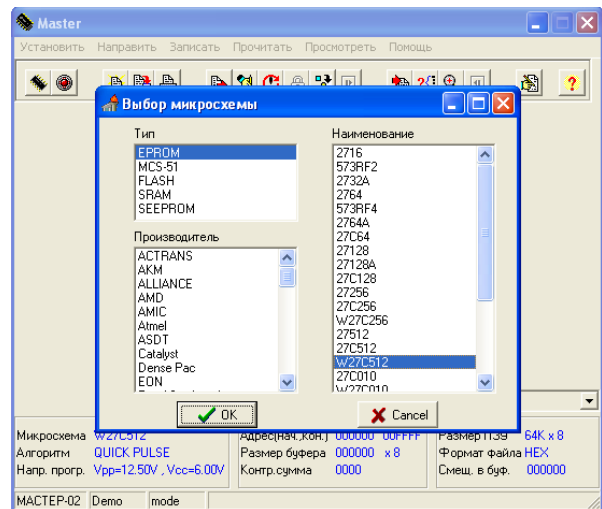 Master
Установить Направить Записать Прочитать Просмотреть Помощь
Выбор микросхемы
Тип
EPROM
MCS-51
FLASH
SRAM
SEEPROM
Производитель
ACTRANS
AKM
ALLIANCE
AMD
AMIC
Atmel
ASDT
Catalyst
Dense Pac
EON
Наименование
2716
573RF2
2732A
2764
573RF4
2764A
27C64
27128
27128A
27C128
27256
27C256
W27C256
27512
27C512
W27C512
27C010
W27C010
OK
Cancel
Микросхема W27C512 Адрес(нач.,кон.) 000000 00FFFF Размер ПЗУ 64K x 8
Алгоритм QUICK PULSE Размер буфера 000000 x 8 Формат файла HEX
Напр. прогр. Vpp=12.50V , Vcc=6.00V Контр.сумма 0000 Смещ. в буф. 000000
МАСТЕР-02 Demo mode